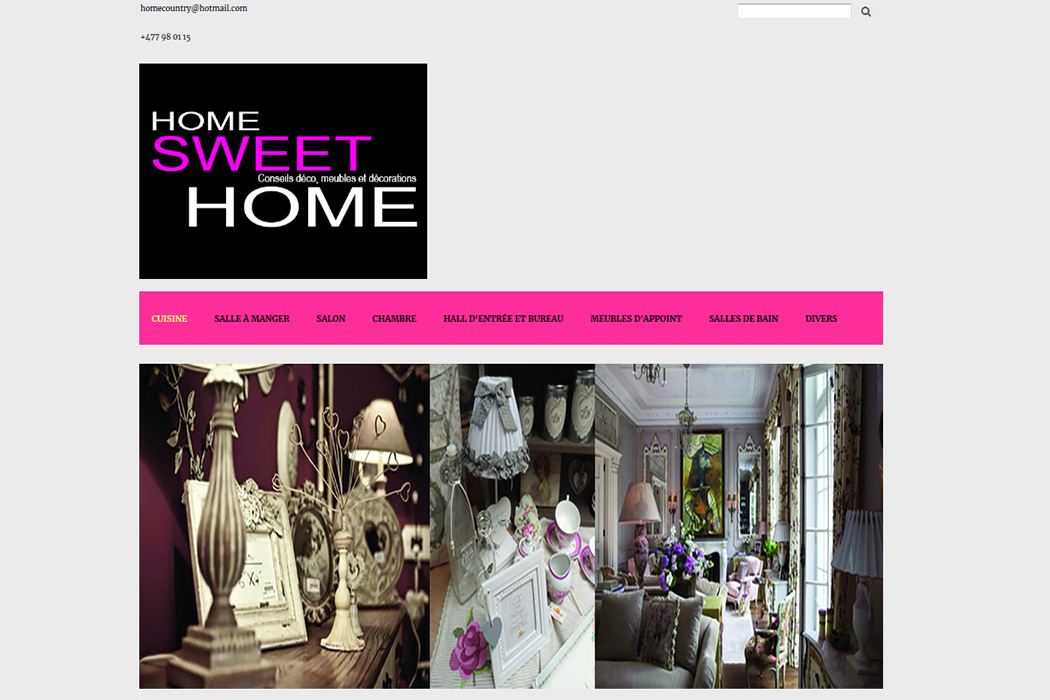 homecountry@hotmail.com
+477 98 01 15
HOME
SWEET
Conseils déco, meubles et décorations
HOME
CUISINE SALLE À MANGER SALON CHAMBRE HALL D'ENTRÉE ET BUREAU MEUBLES D'APPOINT SALLES DE BAIN DIVERS